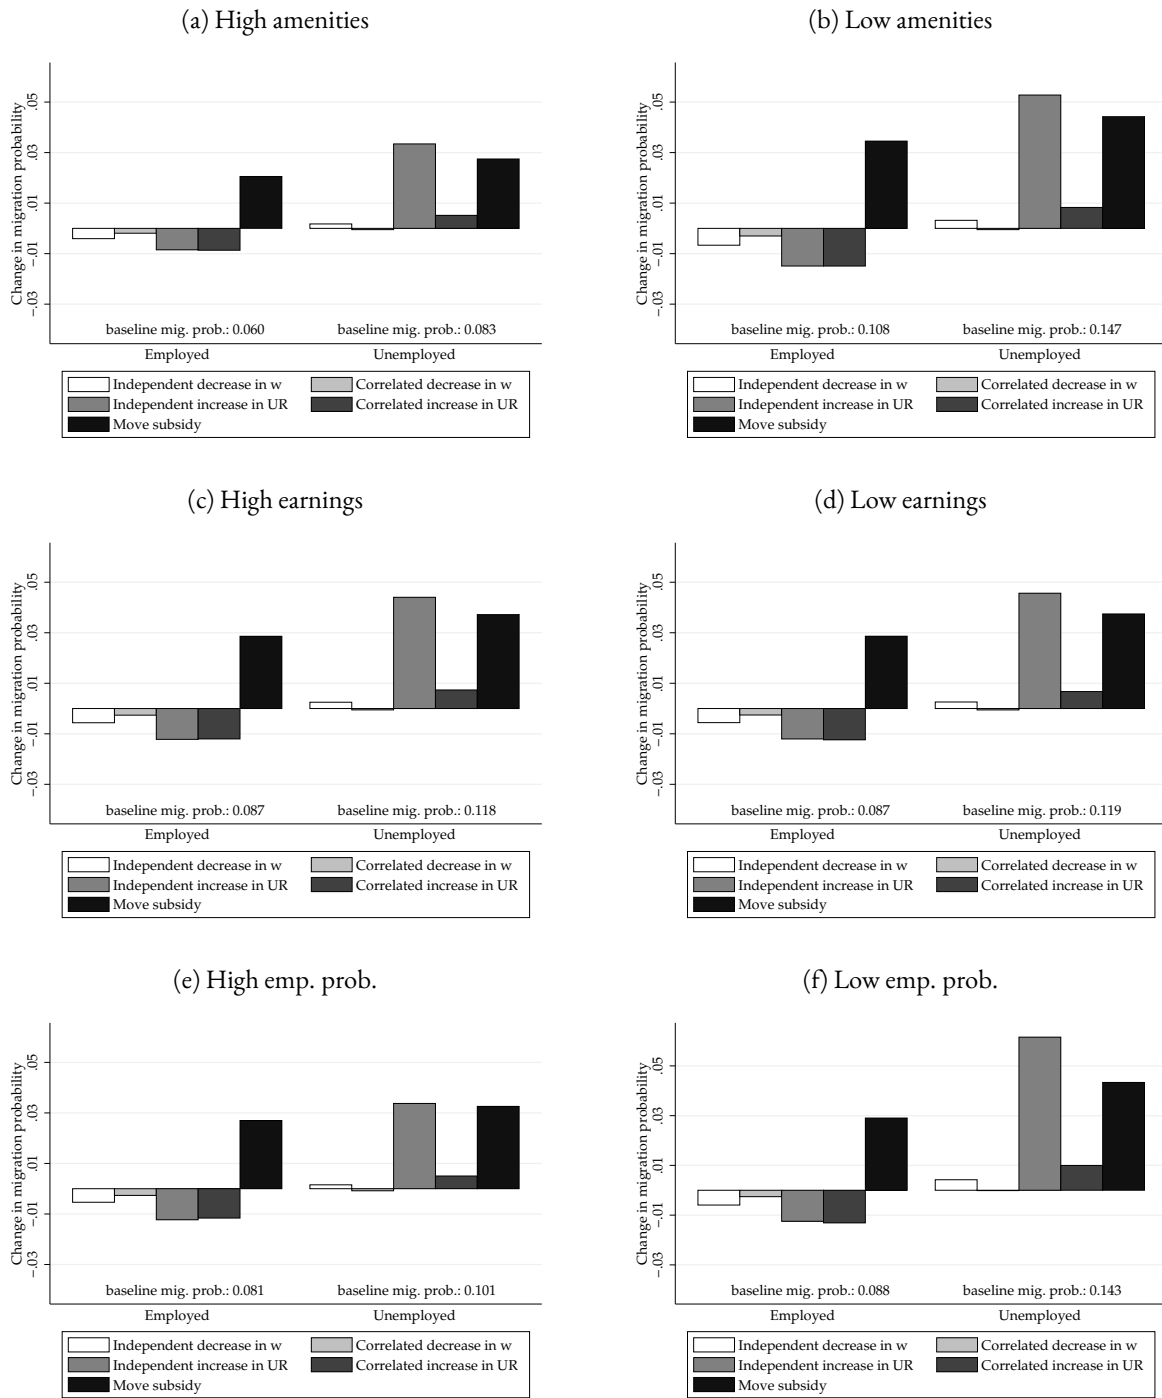 (a) High amenities
Change in migration probability
.05
.03
.01
-.01
-.03
baseline mig. prob.: 0.060
baseline mig. prob.: 0.083
Employed
Unemployed
Independent decrease in w
Correlated decrease in w
Independent increase in UR
Correlated increase in UR
Move subsidy
(b) Low amenities
Change in migration probability
.05
.03
.01
-.01
-.03
baseline mig. prob.: 0.108
baseline mig. prob.: 0.147
Employed
Unemployed
Independent decrease in w
Correlated decrease in w
Independent increase in UR
Correlated increase in UR
Move subsidy
(c) High earnings
Change in migration probability
.05
.03
.01
-.01
-.03
baseline mig. prob.: 0.087
baseline mig. prob.: 0.118
Employed
Unemployed
Independent decrease in w
Correlated decrease in w
Independent increase in UR
Correlated increase in UR
Move subsidy
(d) Low earnings
Change in migration probability
.05
.03
.01
-.01
-.03
baseline mig. prob.: 0.087
baseline mig. prob.: 0.119
Employed
Unemployed
Independent decrease in w
Correlated decrease in w
Independent increase in UR
Correlated increase in UR
Move subsidy
(e) High emp. prob.
Change in migration probability
.05
.03
.01
-.01
-.03
baseline mig. prob.: 0.081
baseline mig. prob.: 0.101
Employed
Unemployed
Independent decrease in w
Correlated decrease in w
Independent increase in UR
Correlated increase in UR
Move subsidy
(f) Low emp. prob.
Change in migration probability
.05
.03
.01
-.01
-.03
baseline mig. prob.: 0.088
baseline mig. prob.: 0.143
Employed
Unemployed
Independent decrease in w
Correlated decrease in w
Independent increase in UR
Correlated increase in UR
Move subsidy